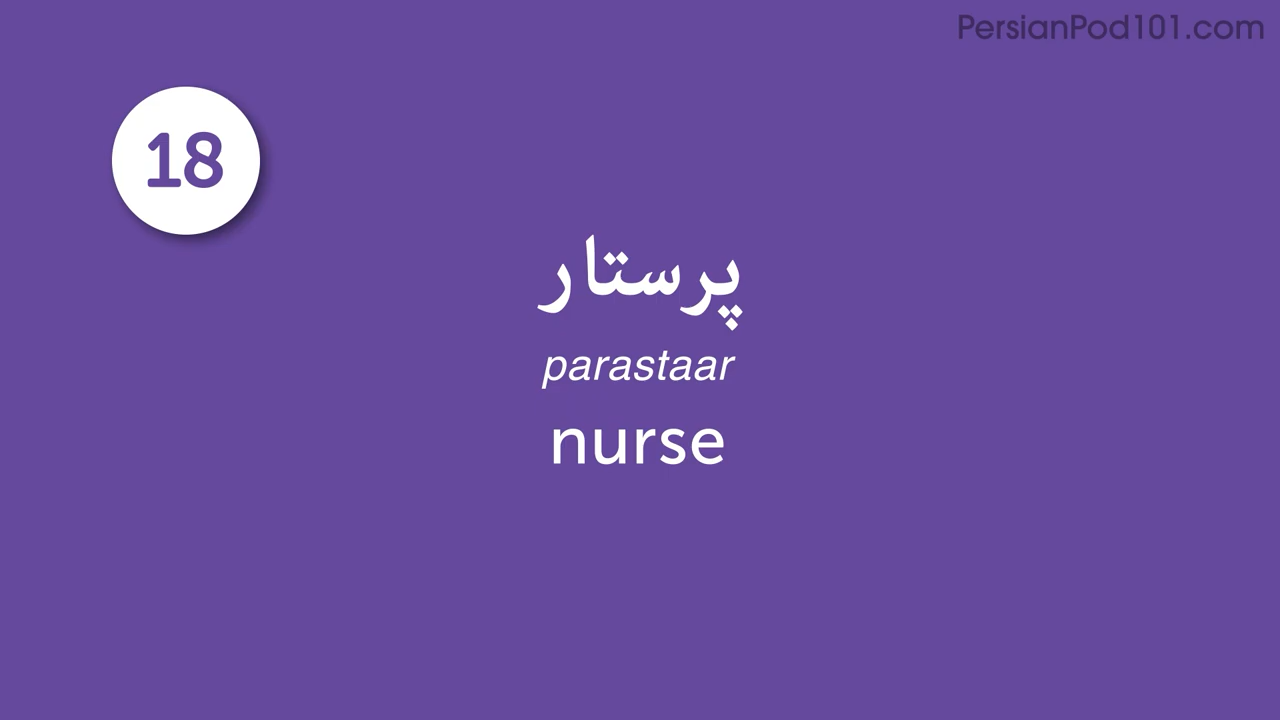 PersianPod101.com
18
پرستار
parastaar
nurse